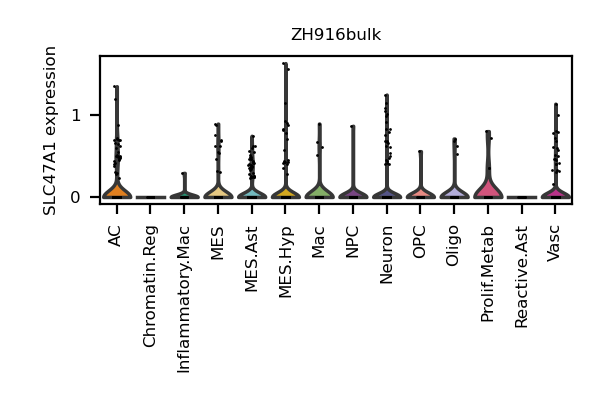 ZH916bulk
SLC47A1 expression
1
0
AC
Chromatin.Reg
Inflammatory.Mac
MES
MES.Ast
MES.Hyp
Mac
NPC
Neuron
OPC
Oligo
Prolif.Metab
Reactive.Ast
Vasc